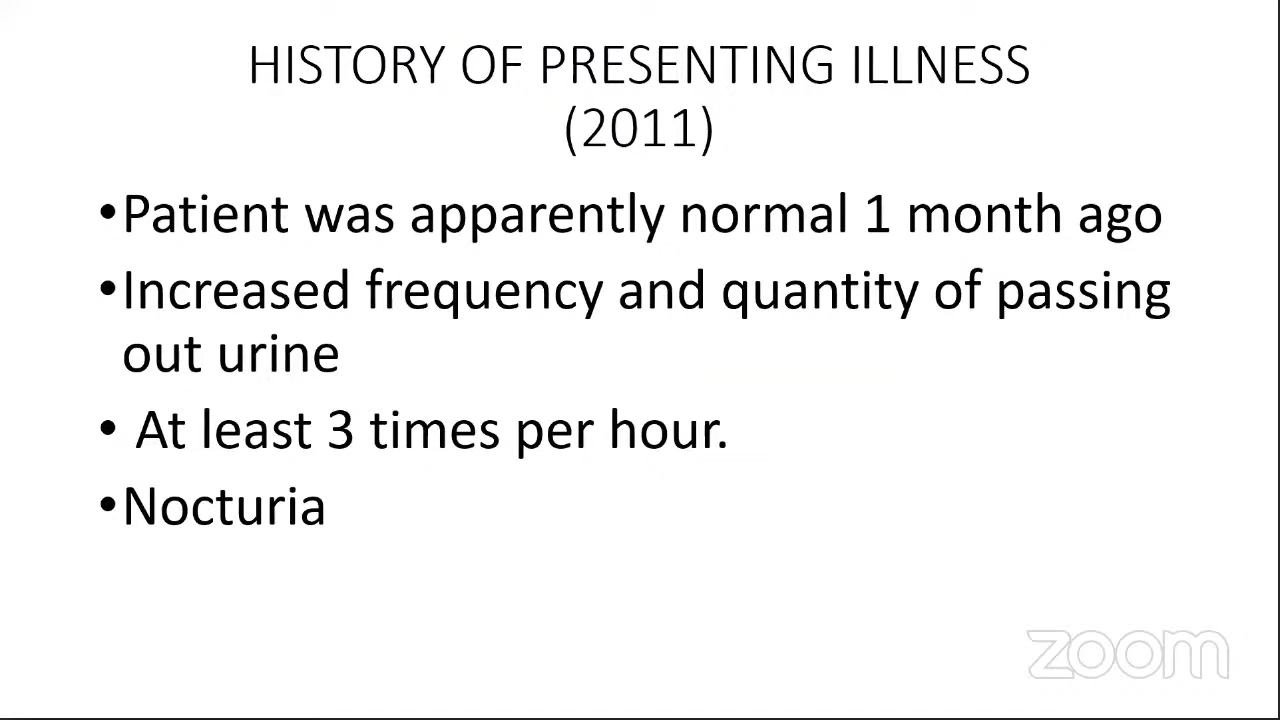 HISTORY OF PRESENTING ILLNESS
(2011)
•Patient was apparently normal 1 month ago
•Increased frequency and quantity of passing
out urine
• At least 3 times per hour.
•Nocturia
zoom